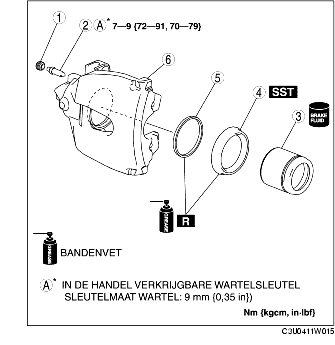 1
2 A* 7—9 {72—91, 70—79}
6
5
4 SST
3
BRAKE FLUID
R
BANDENVET
A* IN DE HANDEL VERKRIJGBARE WARTELSLEUTEL
SLEUTELMAAT WARTEL: 9 mm {0,35 in})
Nm {kgcm, in·lbf}
C3U0411W015